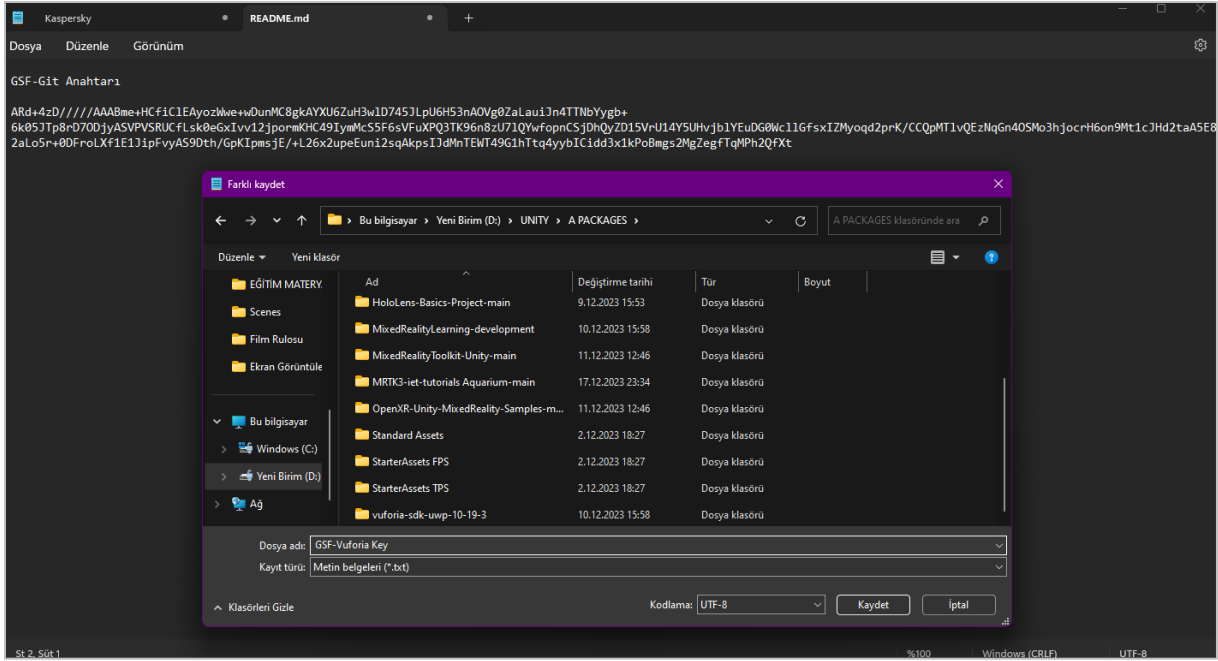 Kaspersky
README.md
Dosya Düzenle Görünüm
GSF-Git Anahtarı
Farklı kaydet
Bu bilgisayar > Yeni Birim (D:) > UNITY > A PACKAGES >
A PACKAGES klasöründe ara
Düzenle Yeni klasör
EĞİTİM MATERY.
Scenes
Film Rulosu
Ekran Görüntüle
Bu bilgisayar
Windows (C:)
Yeni Birim (D:)
Ağ
Ad Değiştirme tarihi Tür Boyut
HoloLens-Basics-Project-main 9.12.2023 15:53 Dosya klasörü
MixedRealityLearning-development 10.12.2023 15:58 Dosya klasörü
MixedRealityToolkit-Unity-main 11.12.2023 12:46 Dosya klasörü
MRTK3-iet-tutorials Aquarium-main 17.12.2023 23:34 Dosya klasörü
OpenXR-Unity-MixedReality-Samples-m... 11.12.2023 12:46 Dosya klasörü
Standard Assets 2.12.2023 18:27 Dosya klasörü
StarterAssets FPS 2.12.2023 18:27 Dosya klasörü
StarterAssets TPS 2.12.2023 18:27 Dosya klasörü
vuforia-sdk-uwp-10-19-3 10.12.2023 15:58 Dosya klasörü
Dosya adı: GSF-Vuforia Key
Kayıt türü: Metin belgeleri (*.txt)
Klasörleri Gizle
Kodlama: UTF-8 Kaydet İptal
St 2, Süt 1 %100 Windows (CRLF) UTF-8